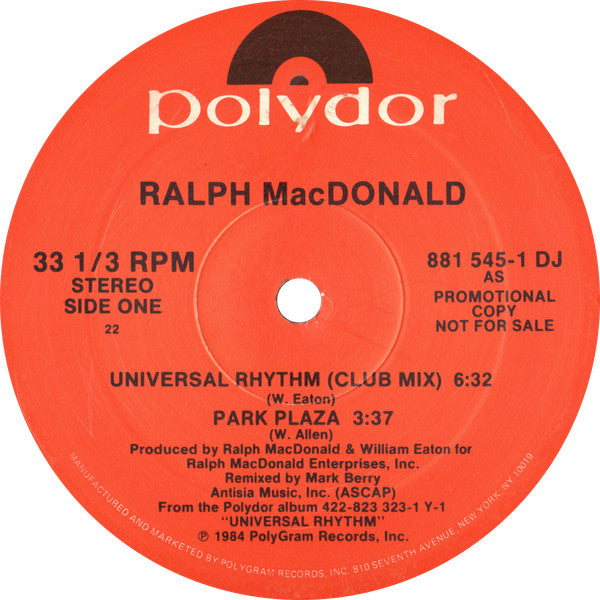 polydor
RALPH MacDONALD
33 1/3 RPM
STEREO
SIDE ONE
22
881 545-1 DJ
AS
PROMOTIONAL
COPY
NOT FOR SALE
UNIVERSAL RHYTHM (CLUB MIX) 6:32
(W. Eaton)
PARK PLAZA 3:37
(W. Allen)
Produced by Ralph MacDonald & William Eaton for
Ralph MacDonald Enterprises, Inc.
Remixed by Mark Berry
Antisia Music, Inc. (ASCAP)
From the Polydor album 422-823 323-1 Y-1
"UNIVERSAL RHYTHM"
℗ 1984 PolyGram Records, Inc.
MANUFACTURED AND MARKETED BY POLYGRAM RECORDS, INC. 810 SEVENTH AVENUE, NEW YORK, NY. 10019